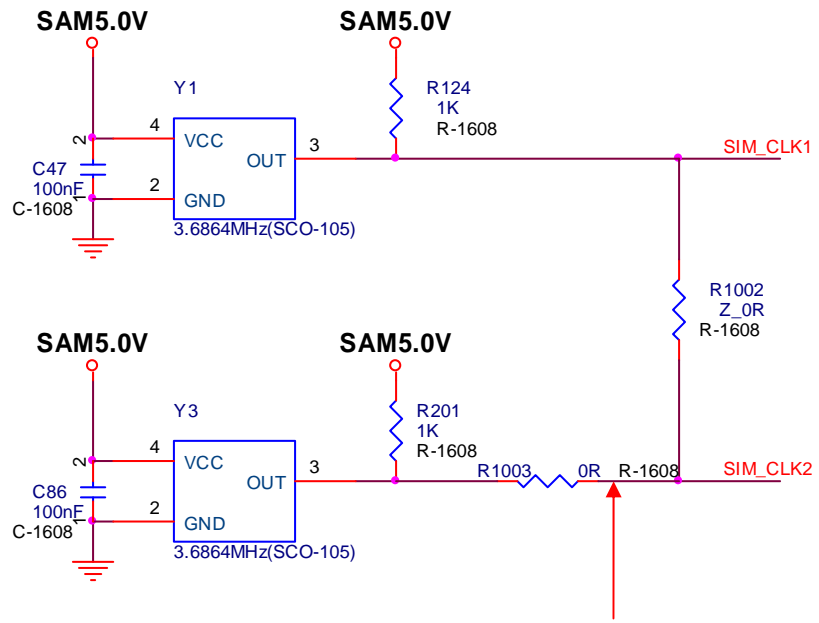 SAM5.0V
SAM5.0V
Y1
R124
1K
R-1608
4
VCC
OUT
3
SIM_CLK1
2
C47
100nF
C-1608
1
2
GND
3.6864MHz(SCO-105)
R1002
Z_0R
R-1608
SAM5.0V
SAM5.0V
Y3
R201
1K
R-1608
4
VCC
OUT
3
R1003
0R
R-1608
SIM_CLK2
2
C86
100nF
C-1608
1
2
GND
3.6864MHz(SCO-105)